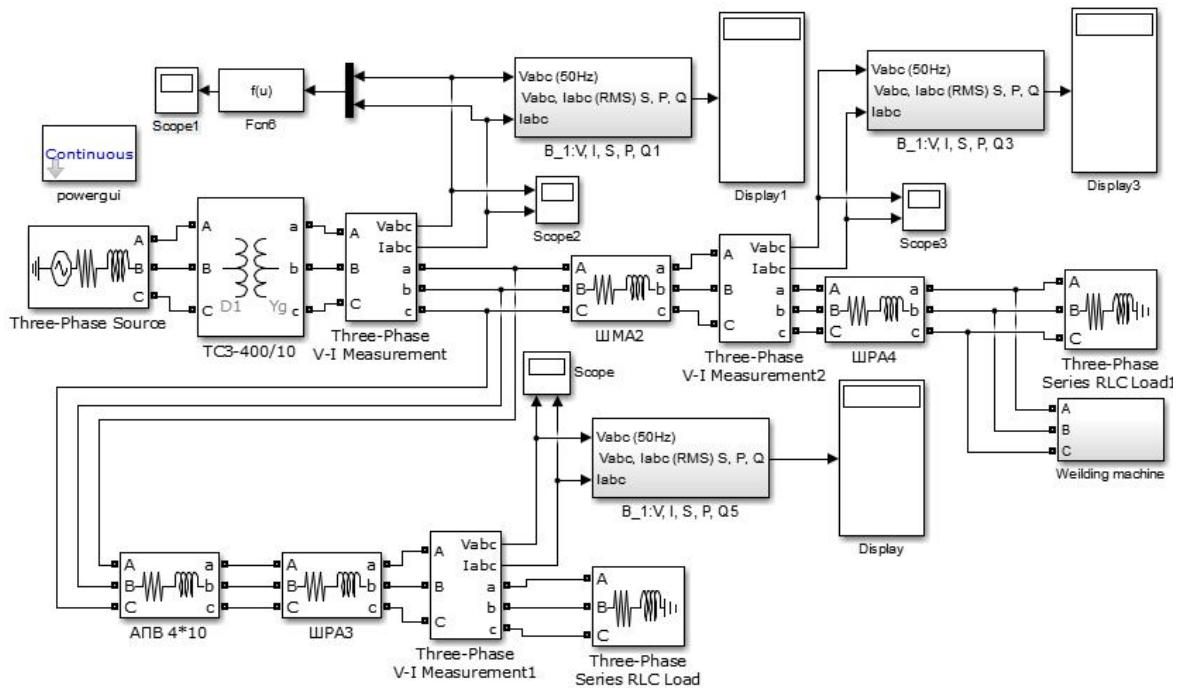 Vabc (50Hz)
Vabc, Iabc (RMS) S, P, Q
Iabc
B_1:V, I, S, P, Q1
Display1
Vabc (50Hz)
Vabc, Iabc (RMS) S, P, Q
Iabc
B_1:V, I, S, P, Q3
Display3
Scope1
f(u)
Fспб
Continuous
powergui
Scope2
Scope3
A
B
C
Three-Phase Source
A
B
C
D1
Yg
a
b
c
ТСЗ-400/10
A
B
C
Vabc
Iabc
a
b
c
Three-Phase
V-I Measurement
A
B
C
a
b
c
ШМА2
A
B
C
Vabc
Iabc
a
b
c
Three-Phase
V-I Measurement2
A
B
C
a
b
c
ШРА4
A
B
C
Three-Phase
Series RLC Load1
A
B
C
Weilding machine
Scope
Vabc (50Hz)
Vabc, Iabc (RMS) S, P, Q
Iabc
B_1:V, I, S, P, Q5
Display
A
B
C
a
b
c
АПВ 4*10
A
B
C
a
b
c
ШРА3
A
B
C
Vabc
Iabc
a
b
c
Three-Phase
V-I Measurement1
A
B
C
Three-Phase
Series RLC Load